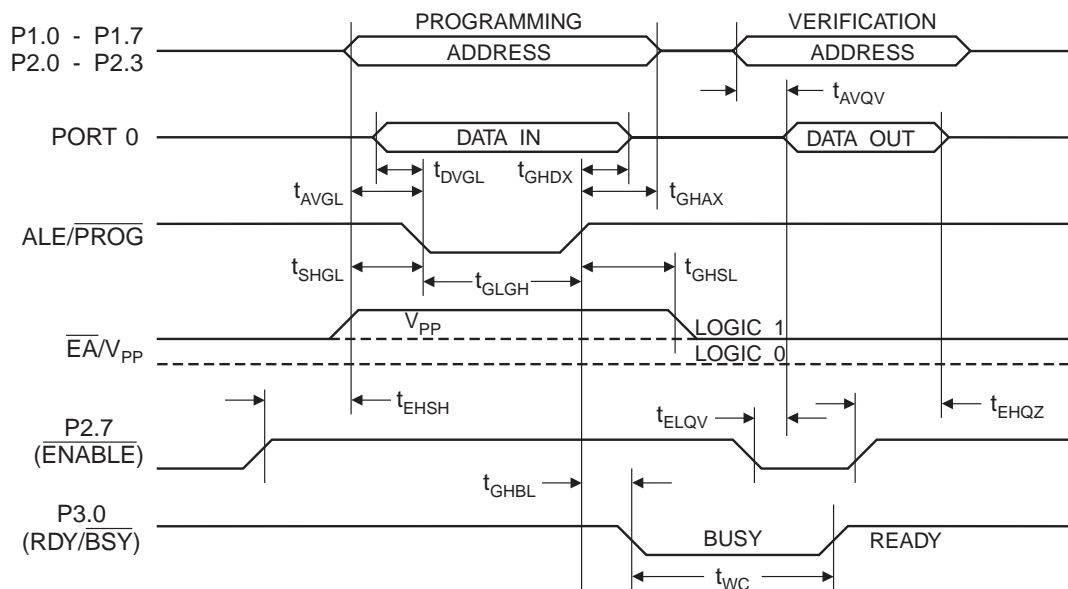 PROGRAMMING
VERIFICATION
P1.0 - P1.7
P2.0 - P2.3
ADDRESS
ADDRESS
tAVQV
PORT 0
DATA IN
DATA OUT
tDVGL
tGHDX
tAVGL
tGHAX
ALE/PROG
tSHGL
tGLGH
tGHSL
VPP
LOGIC 1
EA/VPP
LOGIC 0
tEHSH
tELQV
tEHQZ
P2.7
(ENABLE)
tGHBL
P3.0
(RDY/BSY)
BUSY
READY
tWC